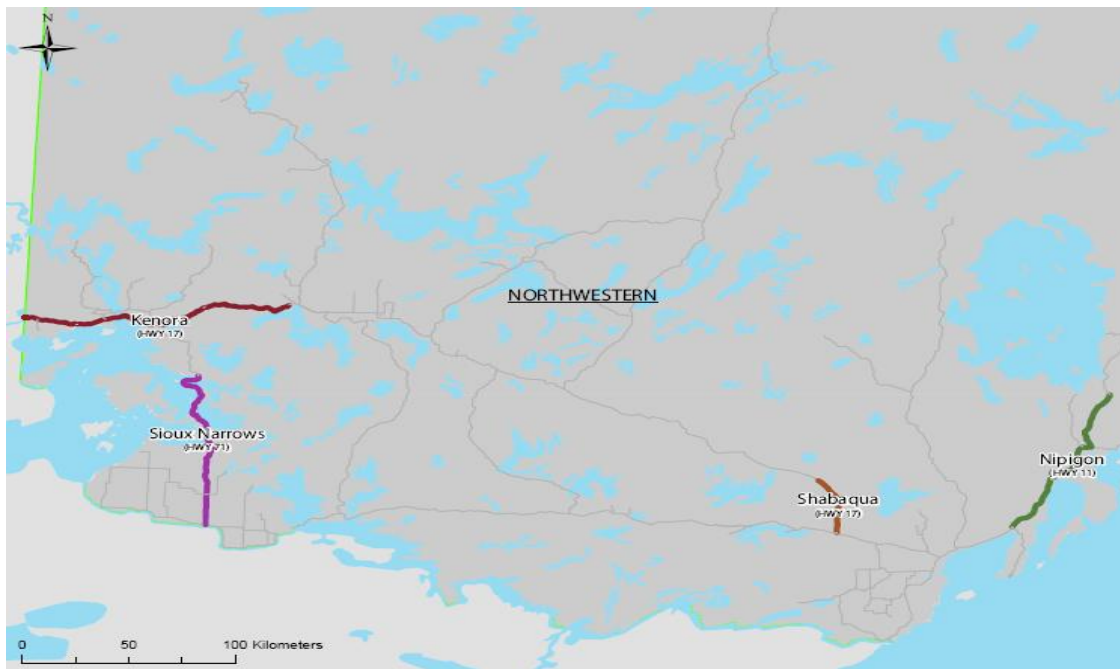 N
NORTHWESTERN
Kenora
(HWY 17)
Sioux Narrows
(HWY 71)
Nipigon
(HWY 11)
Shabaqua
(HWY 17)
0 50 100 Kilometers